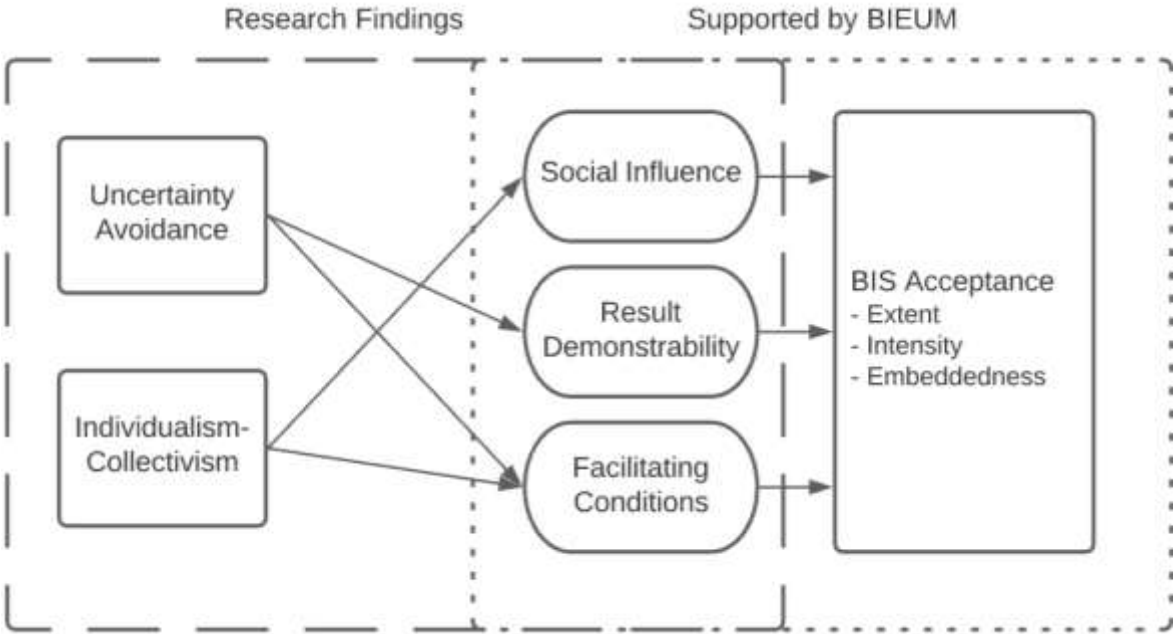 Research Findings
Supported by BIEUM
Uncertainty
Avoidance
Individualism-
Collectivism
Social Influence
Result
Demonstrability
Facilitating
Conditions
BIS Acceptance
- Extent
- Intensity
- Embeddedness